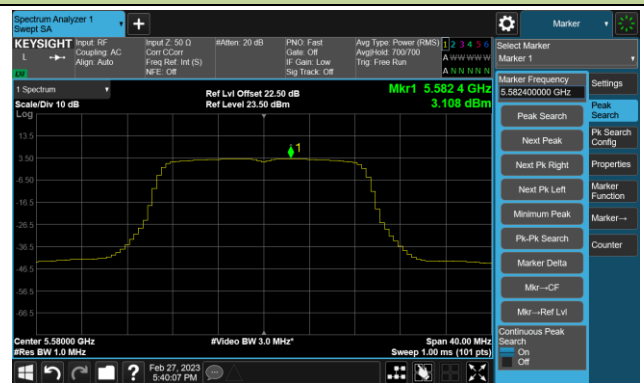 Spectrum Analyzer 1
Swept SA
Marker
KEYSIGHT
L
LXI
Input: RF
Coupling: AC
Align: Auto
Input Z: 50 Ω
Corr CCorr
Freq Ref: Int (S)
NFE: Off
#Atten: 20 dB
PNO: Fast
Gate: Off
IF Gain: Low
Sig Track: Off
Avg Type: Power (RMS)
Avg|Hold: 700/700
Trig: Free Run
1 2 3 4 5 6
A W W W W W
A N N N N N
Select Marker
Marker 1
1 Spectrum
Scale/Div 10 dB
Log
Ref Lvl Offset 22.50 dB
Ref Level 23.50 dBm
Mkr1 5.582 4 GHz
3.108 dBm
1
13.5
3.50
-6.50
-16.5
-26.5
-36.5
-46.5
-56.5
-66.5
Center 5.58000 GHz
#Res BW 1.0 MHz
#Video BW 3.0 MHz*
Span 40.00 MHz
Sweep 1.00 ms (101 pts)
Marker Frequency
5.582400000 GHz
Peak Search
Next Peak
Next Pk Right
Next Pk Left
Minimum Peak
Pk-Pk Search
Marker Delta
Mkr→CF
Mkr→Ref Lvl
Continuous Peak
Search
On
Off
Settings
Peak
Search
Pk Search
Config
Properties
Marker
Function
Marker→
Counter
?
Feb 27, 2023
5:40:07 PM